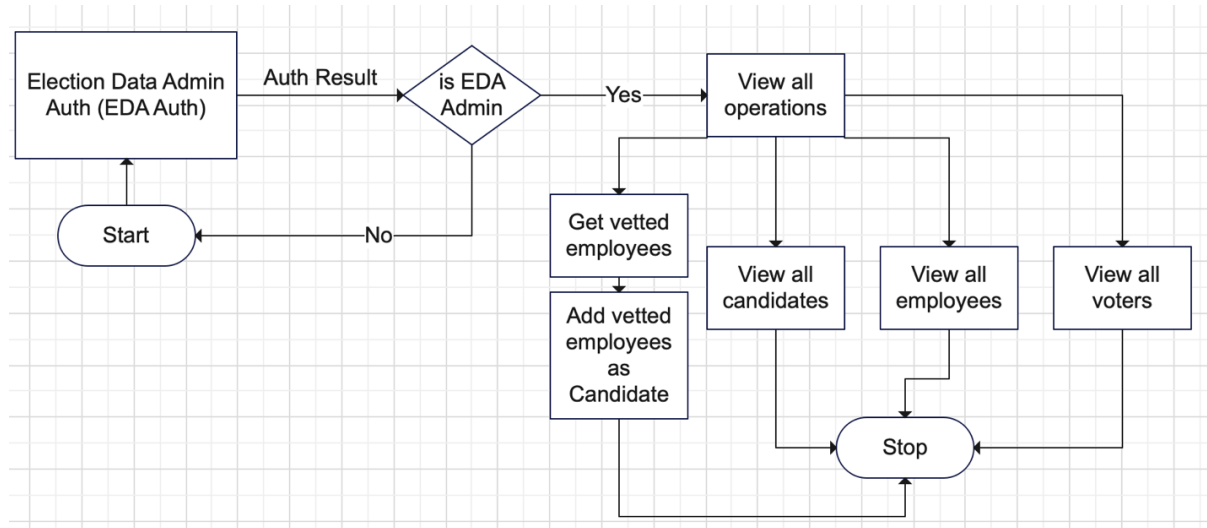 Election Data Admin
Auth (EDA Auth)
Auth Result
is EDA
Admin
Yes
View all
operations
Start
No
Get vetted
employees
View all
candidates
View all
employees
View all
voters
Add vetted
employees
as
Candidate
Stop